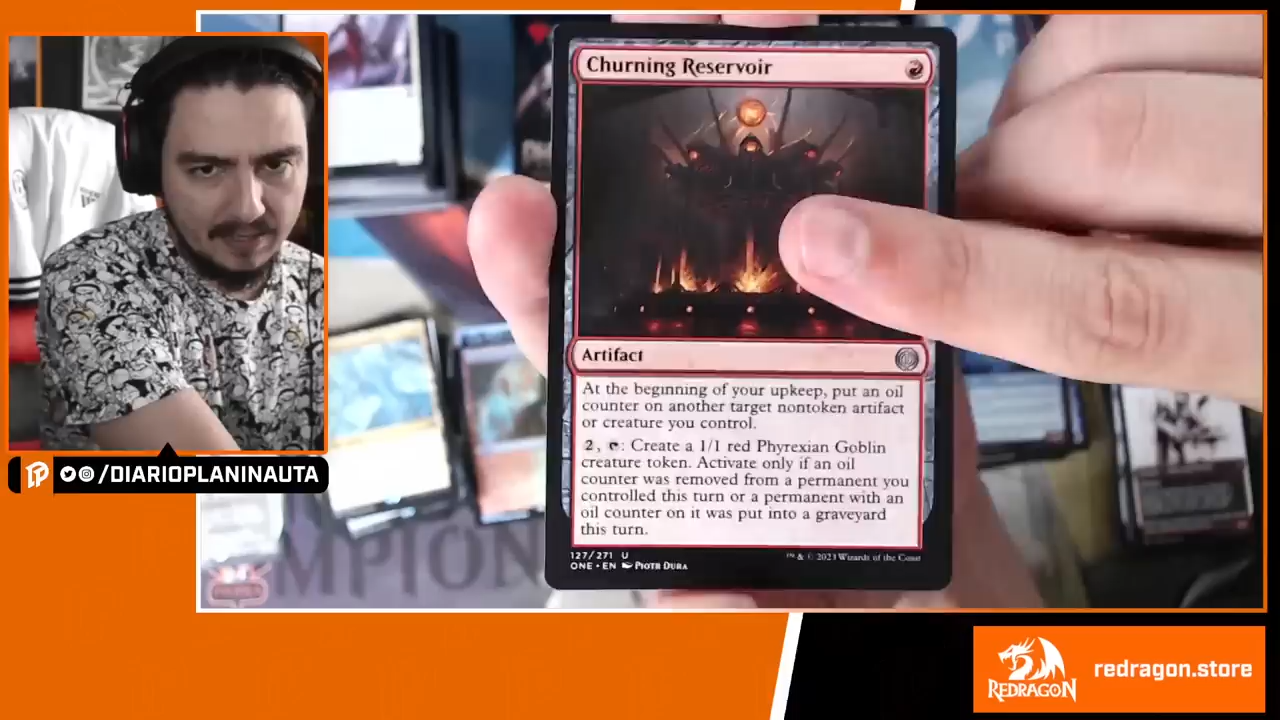 Churning Reservoir
Artifact
At the beginning of your upkeep, put an oil
counter on another target nontoken artifact
or creature you control.
2, : Create a 1/1 red Phyrexian Goblin
creature token. Activate only if an oil
counter was removed from a permanent you
controlled this turn or a permanent with an
oil counter on it was put into a graveyard
this turn.
127/271 U
ONE • EN PIOTR DURA
™ & © 2023 Wizards of the Coast
/DIARIOPLANINAUTA
MPION
REDRAGON
redragon.store